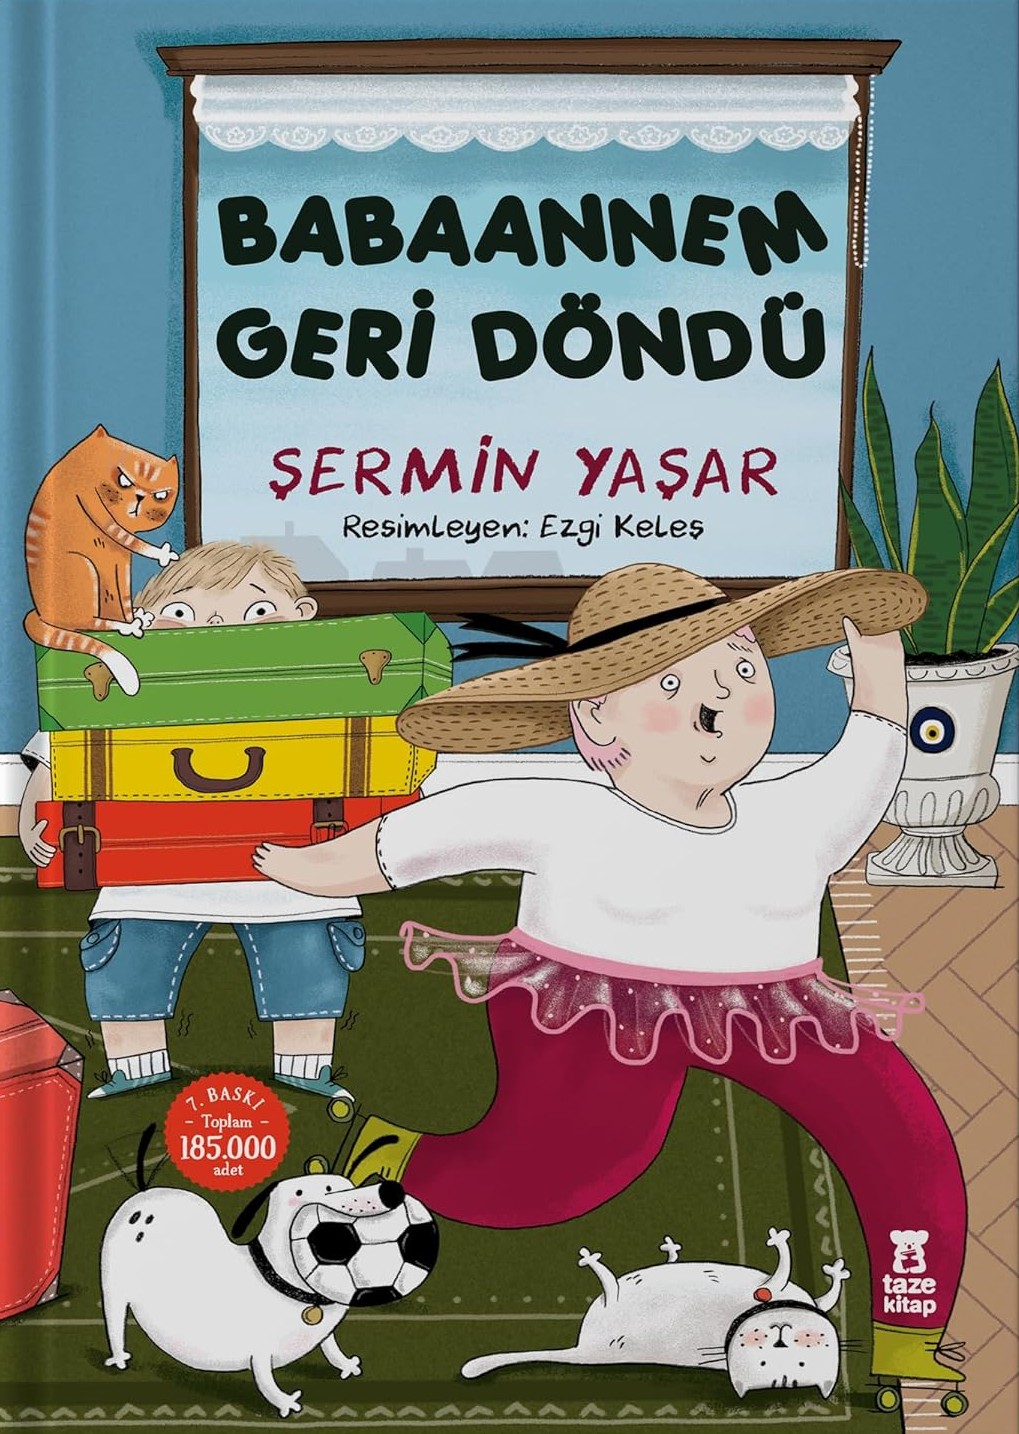 BABAANNEM
GERİ DÖNDÜ
ŞERMİN YAŞAR
Resimleyen: Ezgi Keleş
7. BASKI
- Toplam -
185.000
adet
taze
kitap